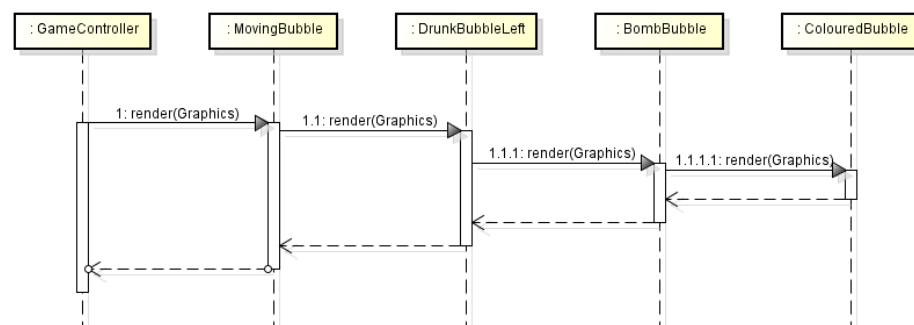 : GameController
: MovingBubble
: DrunkBubbleLeft
: BombBubble
: ColouredBubble
1: render(Graphics)
1.1: render(Graphics)
1.1.1: render(Graphics)
1.1.1.1: render(Graphics)